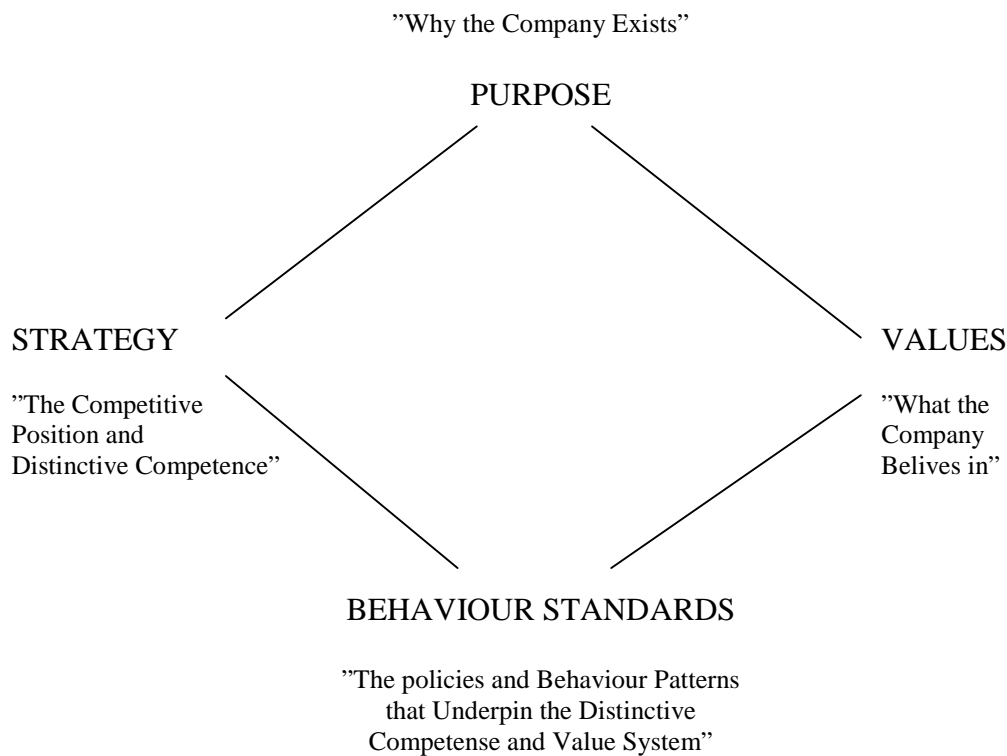 ”Why the Company Exists”
PURPOSE
STRATEGY
”The Competitive
Position and
Distinctive Competence”
VALUES
”What the
Company
Belives in”
BEHAVIOUR STANDARDS
”The policies and Behaviour Patterns
that Underpin the Distinctive
Competense and Value System”